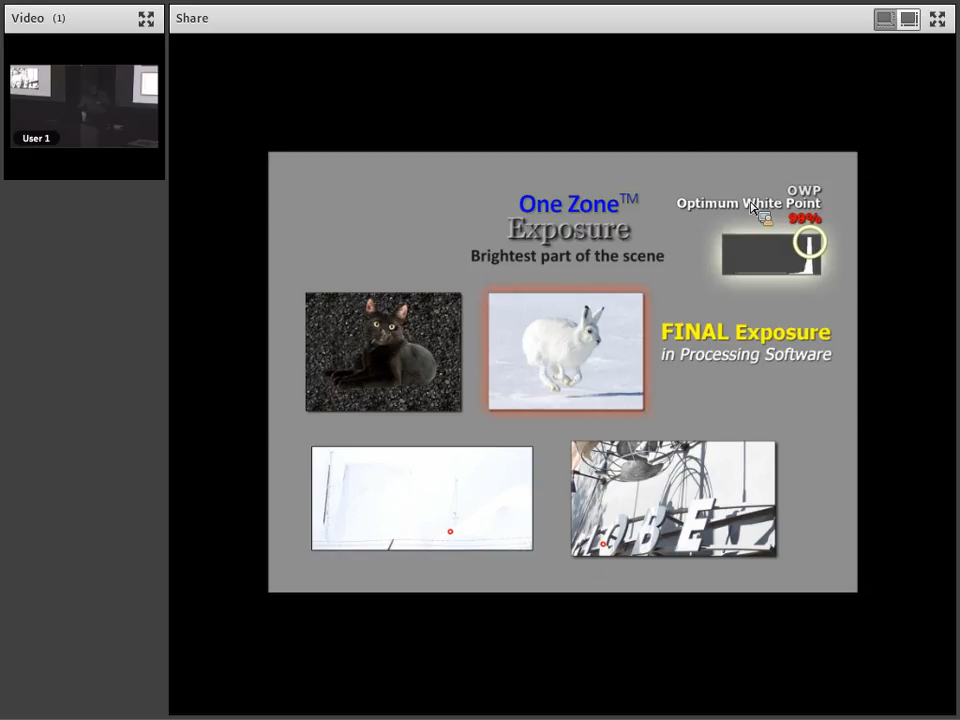 Video (1)
Share
User 1
One Zone™
Exposure
Brightest part of the scene
OWP
Optimum White Point
99%
FINAL Exposure
in Processing Software
OBE